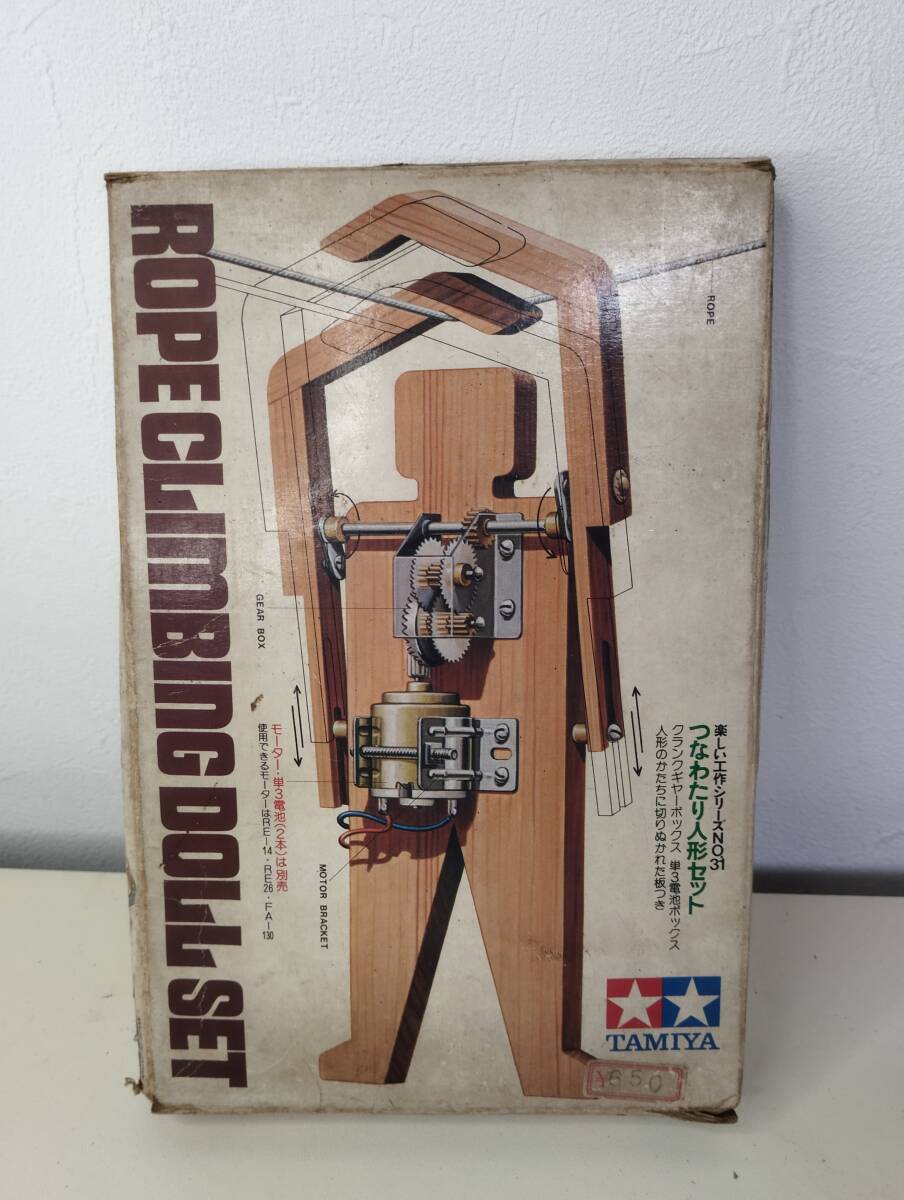 ROPE CLIMBING DOLL SET
ROPE
GEAR BOX
MOTOR BRACKET
楽しい工作シリーズNO.31
つなわたり人形セット
クランクギヤーボックス 単3電池ボックス
人形のかたちに切りぬかれた板つき
モーター・単3電池(2本)は別売
使用できるモーターはRE-14・RE26・FA-130
TAMIYA
¥650